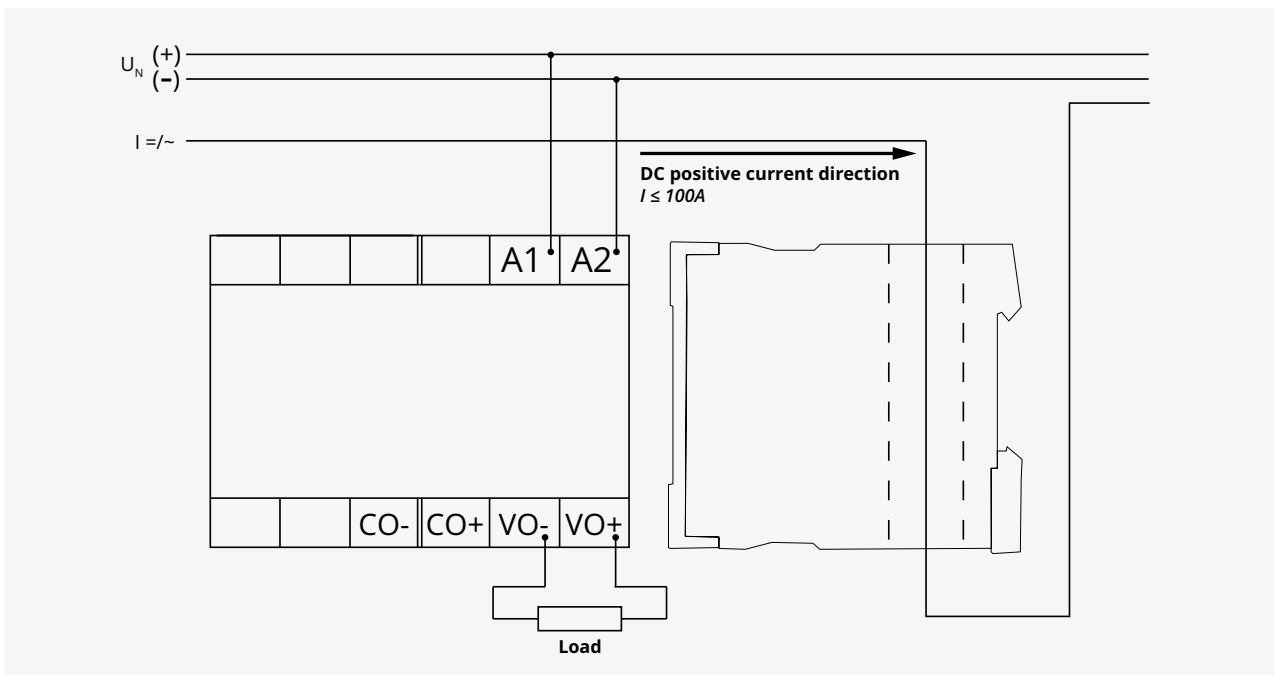 U_N (+)
(−)
I =/~
DC positive current direction
I ≤ 100A
A1 A2
CO- CO+ VO- VO+
Load